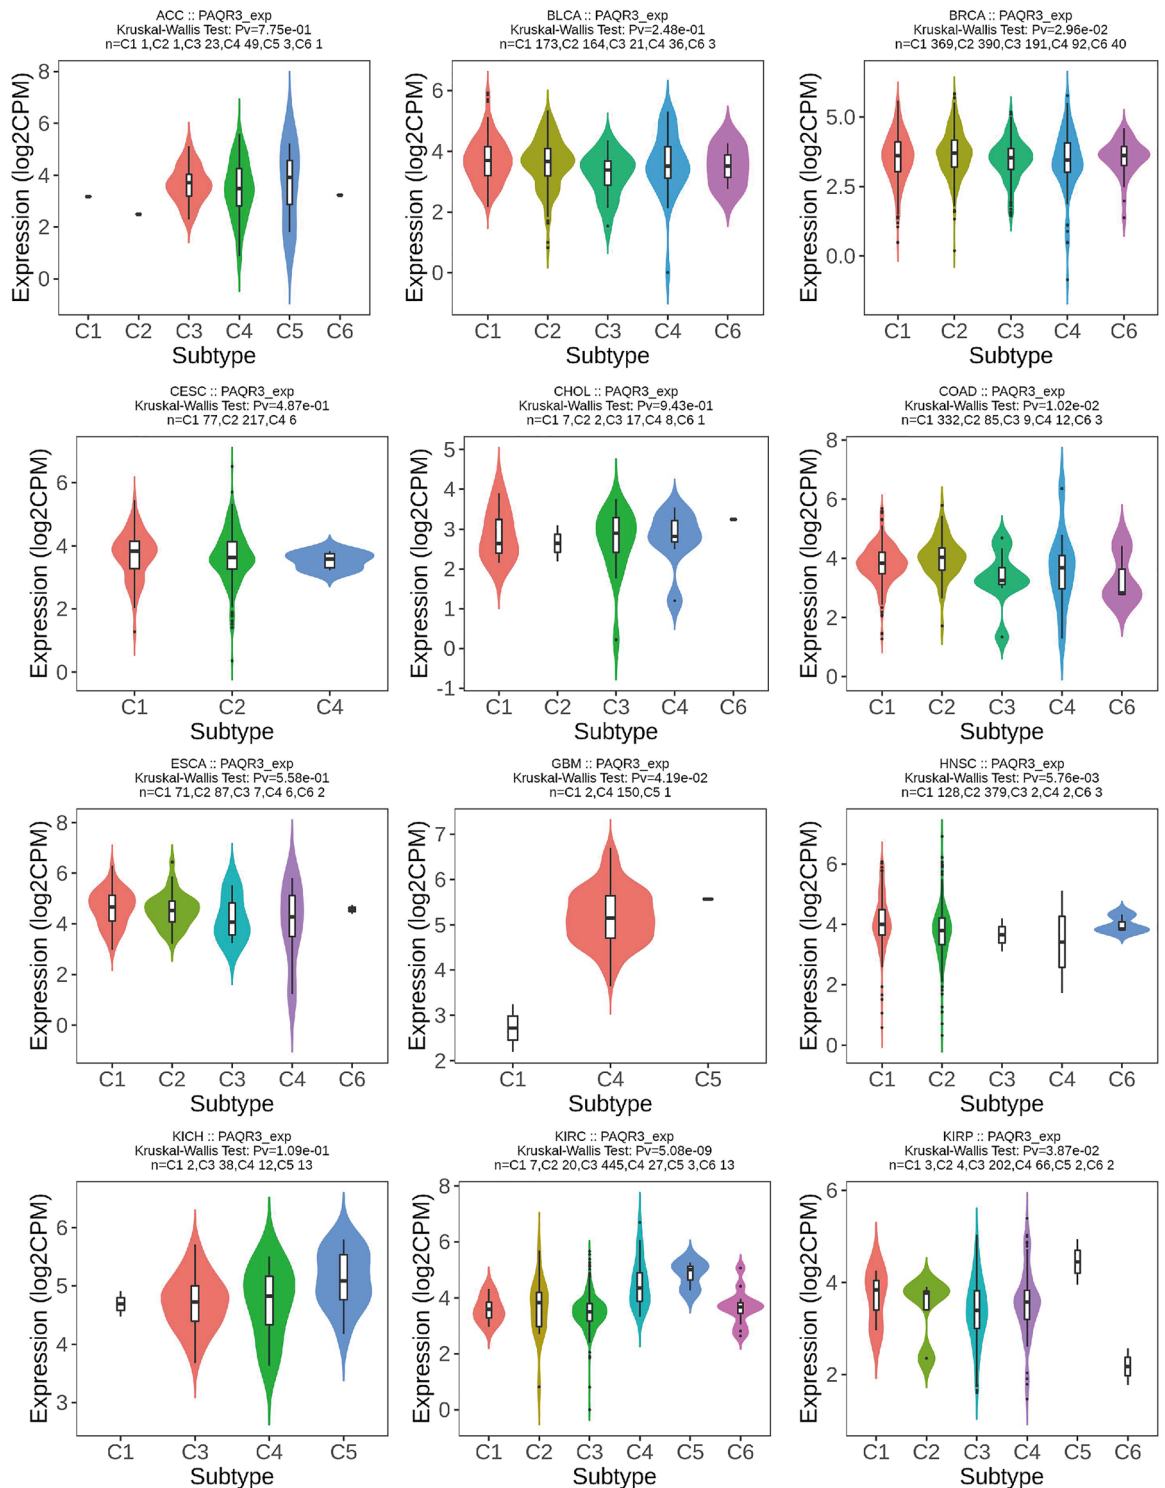 ACC :: PAQR3_exp
Kruskal-Wallis Test: Pv=7.75e-01
n=C1 1,C2 1,C3 23,C4 49,C5 3,C6 1
Expression (log2CPM)
8
6
4
2
0
C1 C2 C3 C4 C5 C6
Subtype
BLCA :: PAQR3_exp
Kruskal-Wallis Test: Pv=2.48e-01
n=C1 173,C2 164,C3 21,C4 36,C6 3
Expression (log2CPM)
6
4
2
0
C1 C2 C3 C4 C6
Subtype
BRCA :: PAQR3_exp
Kruskal-Wallis Test: Pv=2.96e-02
n=C1 369,C2 390,C3 191,C4 92,C6 40
Expression (log2CPM)
5.0
2.5
0.0
C1 C2 C3 C4 C6
Subtype
CESC :: PAQR3_exp
Kruskal-Wallis Test: Pv=4.87e-01
n=C1 77,C2 217,C4 6
Expression (log2CPM)
6
4
2
0
C1 C2 C4
Subtype
CHOL :: PAQR3_exp
Kruskal-Wallis Test: Pv=9.43e-01
n=C1 7,C2 2,C3 17,C4 8,C6 1
Expression (log2CPM)
5
4
3
2
1
0
-1
C1 C2 C3 C4 C6
Subtype
COAD :: PAQR3_exp
Kruskal-Wallis Test: Pv=1.02e-02
n=C1 332,C2 85,C3 9,C4 12,C6 3
Expression (log2CPM)
8
6
4
2
0
C1 C2 C3 C4 C6
Subtype
ESCA :: PAQR3_exp
Kruskal-Wallis Test: Pv=5.58e-01
n=C1 71,C2 87,C3 7,C4 6,C6 2
Expression (log2CPM)
8
6
4
2
0
C1 C2 C3 C4 C6
Subtype
GBM :: PAQR3_exp
Kruskal-Wallis Test: Pv=4.19e-02
n=C1 2,C4 150,C5 1
Expression (log2CPM)
7
6
5
4
3
2
C1 C4 C5
Subtype
HNSC :: PAQR3_exp
Kruskal-Wallis Test: Pv=5.76e-03
n=C1 128,C2 379,C3 2,C4 2,C6 3
Expression (log2CPM)
6
4
2
0
C1 C2 C3 C4 C6
Subtype
KICH :: PAQR3_exp
Kruskal-Wallis Test: Pv=1.09e-01
n=C1 2,C3 38,C4 12,C5 13
Expression (log2CPM)
6
5
4
3
C1 C3 C4 C5
Subtype
KIRC :: PAQR3_exp
Kruskal-Wallis Test: Pv=5.08e-09
n=C1 7,C2 20,C3 445,C4 27,C5 3,C6 13
Expression (log2CPM)
8
6
4
2
0
C1 C2 C3 C4 C5 C6
Subtype
KIRP :: PAQR3_exp
Kruskal-Wallis Test: Pv=3.87e-02
n=C1 3,C2 4,C3 202,C4 66,C5 2,C6 2
Expression (log2CPM)
6
4
2
C1 C2 C3 C4 C5 C6
Subtype